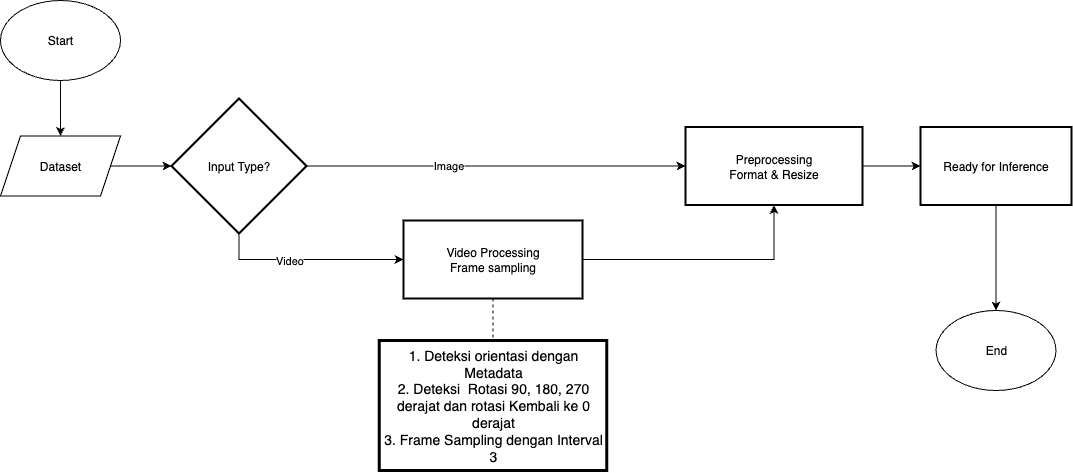 Start
Dataset
Input Type?
Image
Preprocessing
Format & Resize
Ready for Inference
Video
Video Processing
Frame sampling
1. Deteksi orientasi dengan
Metadata
2. Deteksi  Rotasi 90, 180, 270
derajat dan rotasi Kembali ke 0
derajat
3. Frame Sampling dengan Interval
3
End